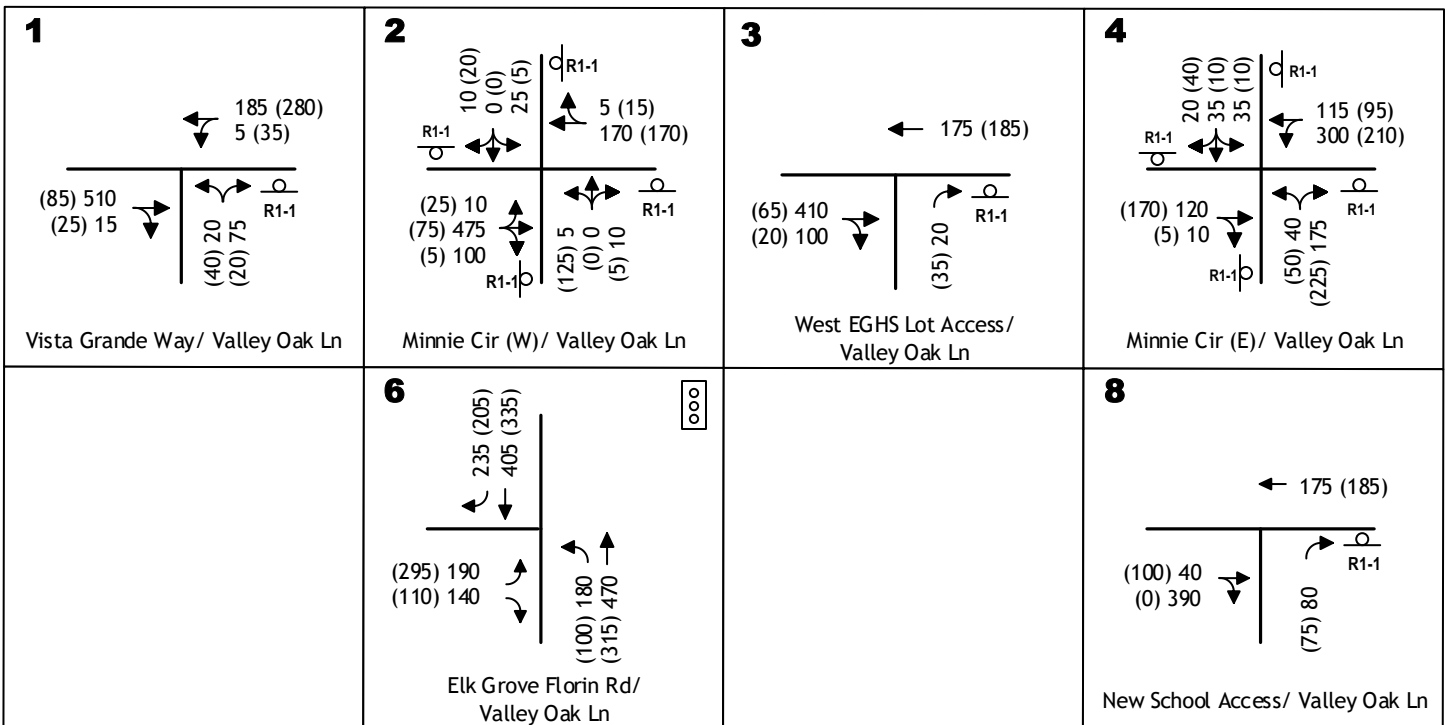 1
185 (280)
5 (35)
(85) 510
(25) 15
(40) 20
(20) 75
R1-1
Vista Grande Way/ Valley Oak Ln
2
10 (20)
0 (0)
25 (5)
R1-1
5 (15)
170 (170)
R1-1
(25) 10
(75) 475
(5) 100
R1-1
(125) 5
(0) 0
(5) 10
R1-1
Minnie Cir (W)/ Valley Oak Ln
3
175 (185)
(65) 410
(20) 100
(35) 20
R1-1
West EGHS Lot Access/
Valley Oak Ln
4
20 (40)
35 (10)
35 (10)
R1-1
115 (95)
300 (210)
R1-1
(170) 120
(5) 10
R1-1
(50) 40
(225) 175
R1-1
Minnie Cir (E)/ Valley Oak Ln
6
235 (205)
405 (335)
(295) 190
(110) 140
(100) 180
(315) 470
Elk Grove Florin Rd/
Valley Oak Ln
8
175 (185)
(100) 40
(0) 390
(75) 80
R1-1
New School Access/ Valley Oak Ln